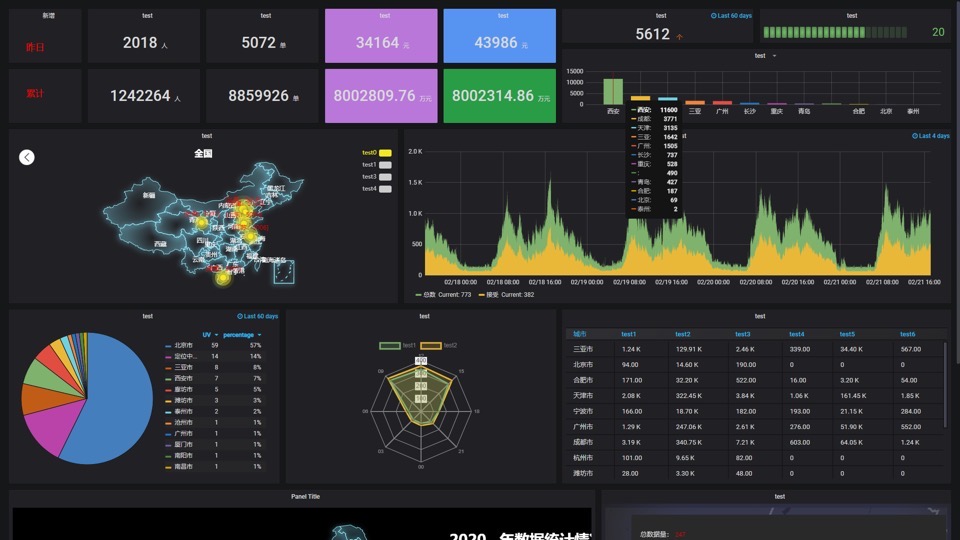 新增
test
test
test
test
test
Last 60 days
test
昨日
2018 人
5072 单
34164 元
43986 元
5612 个
20
test
累计
1242264 人
8859926 单
8002809.76 万元
8002314.86 万元
15000
10000
5000
0
西安
三亚
广州
长沙
重庆
青岛
合肥
北京
泰州
西安: 11600
成都: 3771
天津: 3135
三亚: 1642
广州: 1505
长沙: 737
重庆: 528
: 490
青岛: 427
合肥: 187
北京: 69
泰州: 2
test
全国
test0
test1
test3
test4
新疆
西藏
黑龙江
吉林
辽宁
内蒙古
山西
陕西
四川
云南
Last 4 days
2.0 K
1.5 K
1.0 K
500
0
02/18 00:00
02/18 08:00
02/18 16:00
02/19 00:00
02/19 08:00
02/19 16:00
02/20 00:00
02/20 08:00
02/20 16:00
02/21 00:00
02/21 08:00
02/21 16:00
总数 Current: 773
接受 Current: 382
test
Last 60 days
UV
percentage
北京市 59 57%
定位中... 14 14%
三亚市 8 8%
西安市 7 7%
廊坊市 5 5%
潍坊市 3 3%
泰州市 2 2%
沧州市 1 1%
广州市 1 1%
厦门市 1 1%
南阳市 1 1%
南昌市 1 1%
test
test1
test2
09
15
06
18
03
21
00
test
城市 test1 test2 test3 test4 test5 test6
三亚市 1.24 K 129.91 K 2.46 K 339.00 34.40 K 567.00
北京市 94.00 14.60 K 190.00 0 0 0
合肥市 171.00 32.20 K 522.00 16.00 3.20 K 54.00
天津市 2.08 K 322.45 K 3.84 K 1.06 K 161.45 K 1.85 K
宁波市 166.00 18.70 K 182.00 193.00 21.15 K 284.00
广州市 1.29 K 247.06 K 2.61 K 276.00 51.90 K 552.00
成都市 3.19 K 340.75 K 7.21 K 603.00 64.05 K 1.24 K
杭州市 101.00 9.65 K 82.00 0 0 0
潍坊市 28.00 3.30 K 48.00 0 0 0
Panel Title
2020 年数据统计情
test
总数据量: